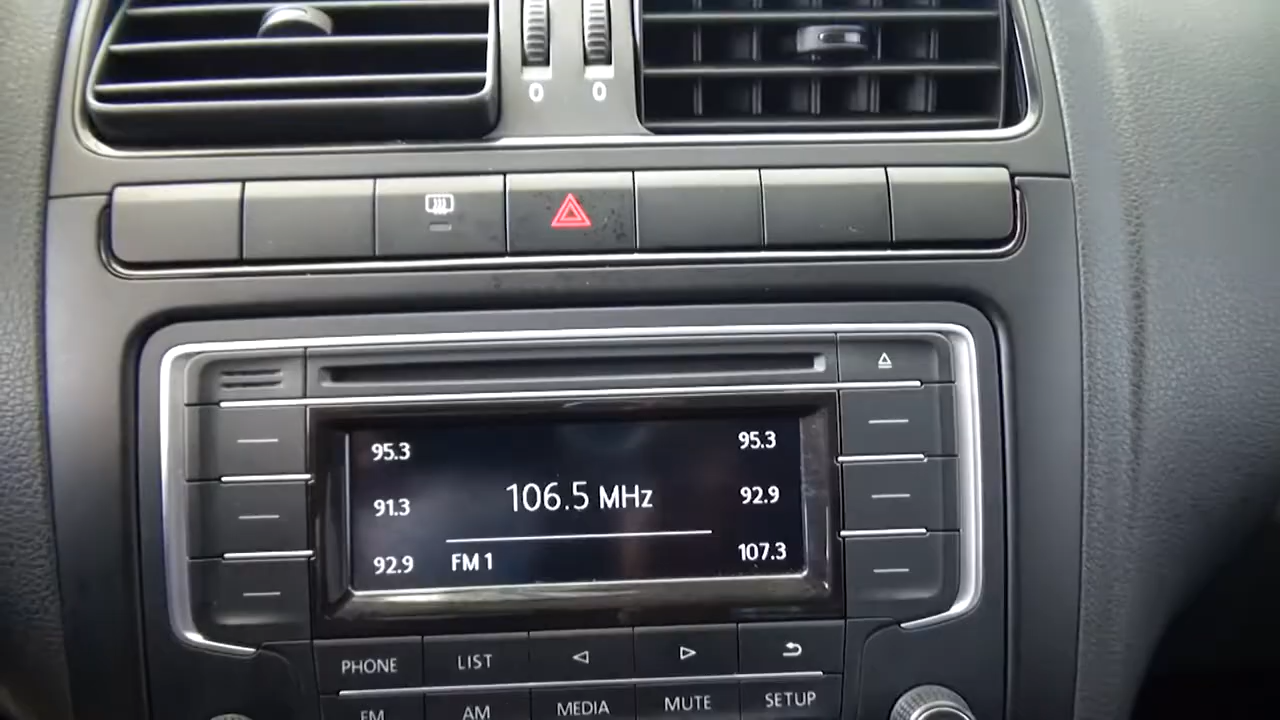 0 0
95.3 95.3
106.5 MHz
91.3 92.9
92.9 FM 1 107.3
PHONE LIST
FM AM MEDIA MUTE SETUP